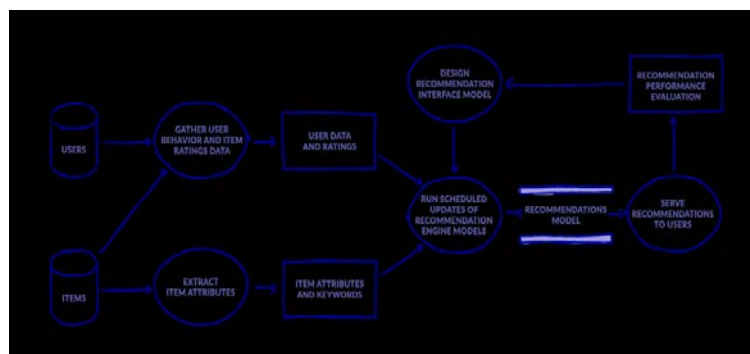 DESIGN
RECOMMENDATION
INTERFACE MODEL
RECOMMENDATION
PERFORMANCE
EVALUATION
USERS
GATHER USER
BEHAVIOR AND ITEM
RATINGS DATA
USER DATA
AND RATINGS
RUN SCHEDULED
UPDATES OF
RECOMMENDATION
ENGINE MODELS
RECOMMENDATIONS
MODEL
SERVE
RECOMMENDATIONS
TO USERS
ITEMS
EXTRACT
ITEM ATTRIBUTES
ITEM ATTRIBUTES
AND KEYWORDS